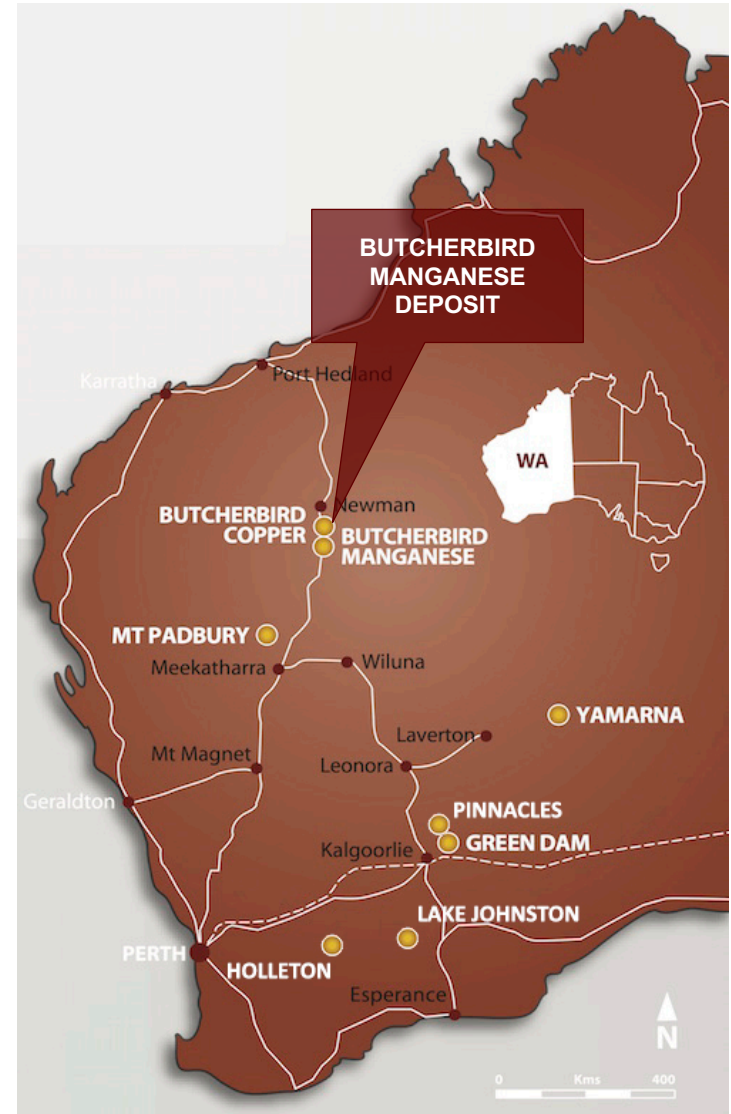 BUTCHERBIRD
MANGANESE
DEPOSIT
Karratha
Port Hedland
WA
Newman
BUTCHERBIRD
COPPER
BUTCHERBIRD
MANGANESE
MT PADBURY
Meekatharra
Wiluna
YAMARNA
Laverton
Mt Magnet
Leonora
Geraldton
PINNACLES
GREEN DAM
Kalgoorlie
LAKE JOHNSTON
PERTH
HOLLETON
Esperance
N
0 Kms 400